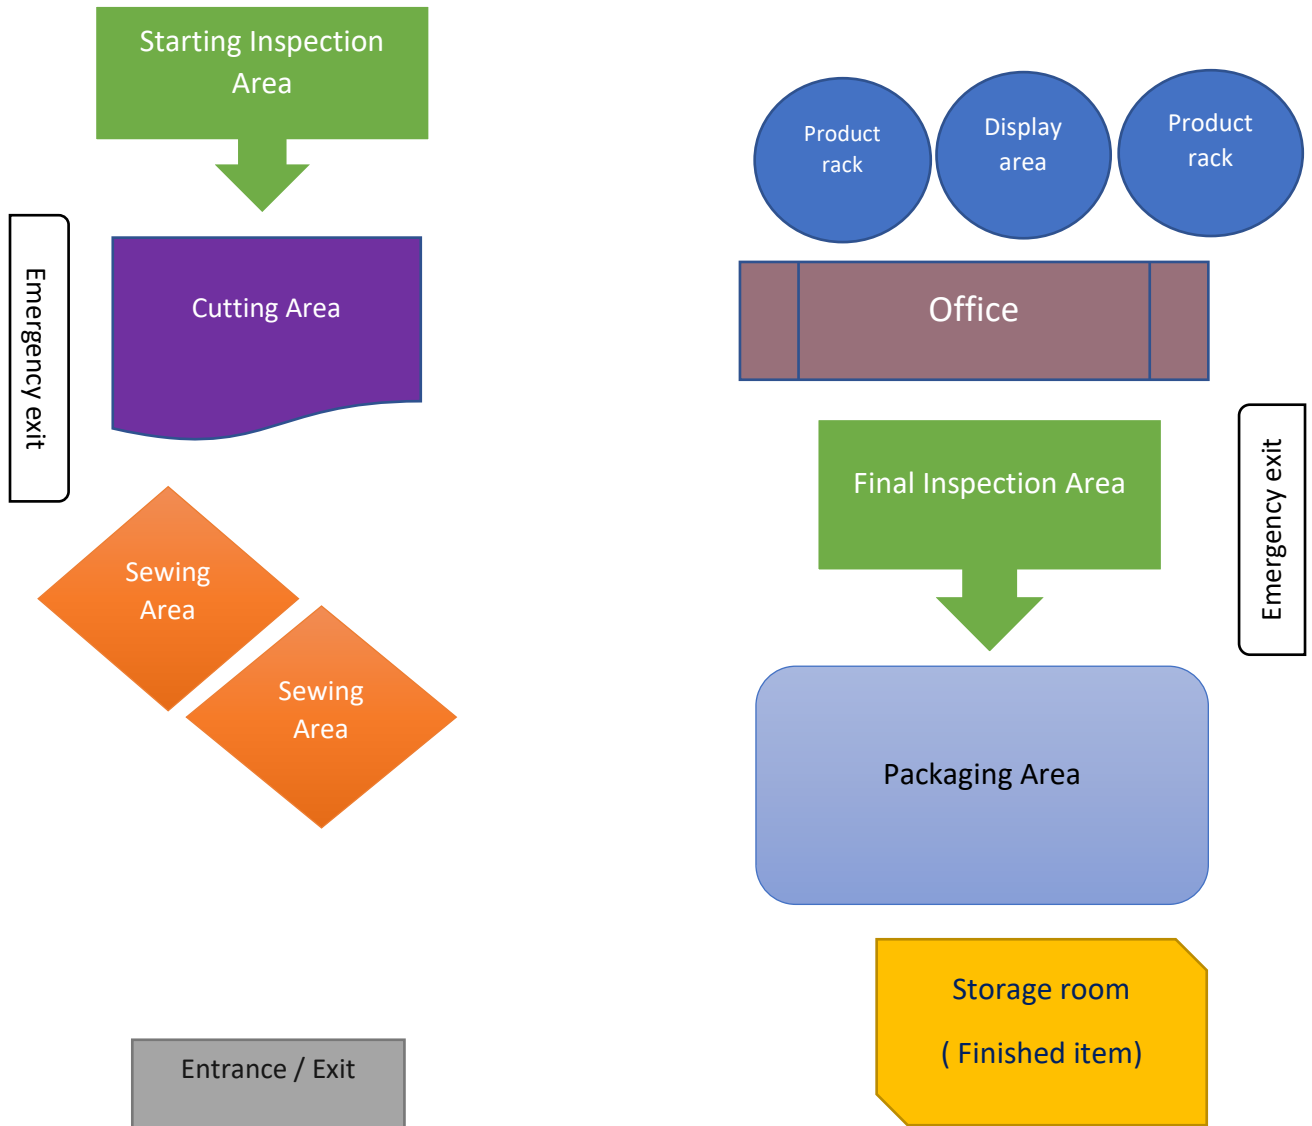 Starting Inspection
Area
Emergency exit
Cutting Area
Sewing
Area
Sewing
Area
Entrance / Exit
Product
rack
Display
area
Product
rack
Office
Final Inspection Area
Emergency exit
Packaging Area
Storage room
( Finished item)